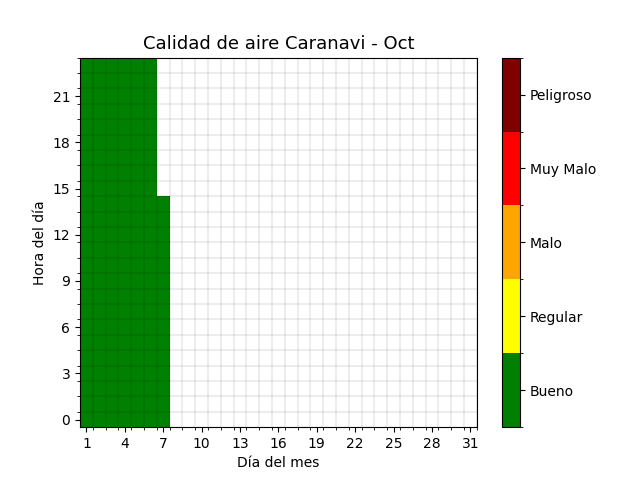 Calidad de aire Caranavi - Oct
Hora del día
21
18
15
12
9
6
3
0
1 4 7 10 13 16 19 22 25 28 31
Día del mes
Peligroso
Muy Malo
Malo
Regular
Bueno